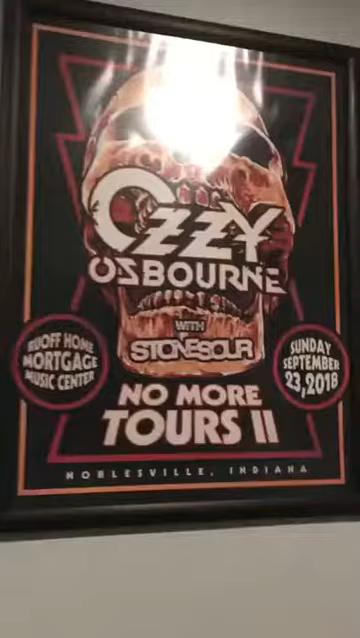 OZZY
OSBOURNE
WITH
STONESOUR
RUOFF HOME
MORTGAGE
MUSIC CENTER
SUNDAY
SEPTEMBER
23, 2018
NO MORE
TOURS II
NOBLESVILLE, INDIANA